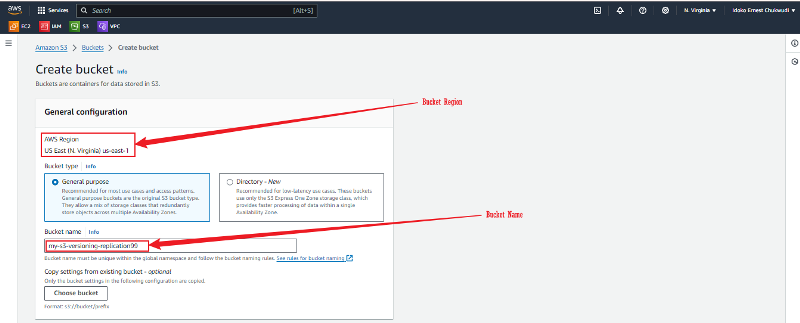 aws Services Search [Alt+S] N. Virginia Idoko Ernest Chukwudi
EC2 IAM S3 VPC
Amazon S3 > Buckets > Create bucket
Create bucket Info
Buckets are containers for data stored in S3.
General configuration
Bucket Region
AWS Region
US East (N. Virginia) us-east-1
Bucket type Info
General purpose
Recommended for most use cases and access patterns.
General purpose buckets are the original S3 bucket type.
They allow a mix of storage classes that redundantly
store objects across multiple Availability Zones.
Directory - New
Recommended for low-latency use cases. These buckets
use only the S3 Express One Zone storage class, which
provides faster processing of data within a single
Availability Zone.
Bucket Name
Bucket name Info
my-s3-versioning-replication99
Bucket name must be unique within the global namespace and follow the bucket naming rules. See rules for bucket naming
Copy settings from existing bucket - optional
Only the bucket settings in the following configuration are copied.
Choose bucket
Format: s3://bucket/prefix